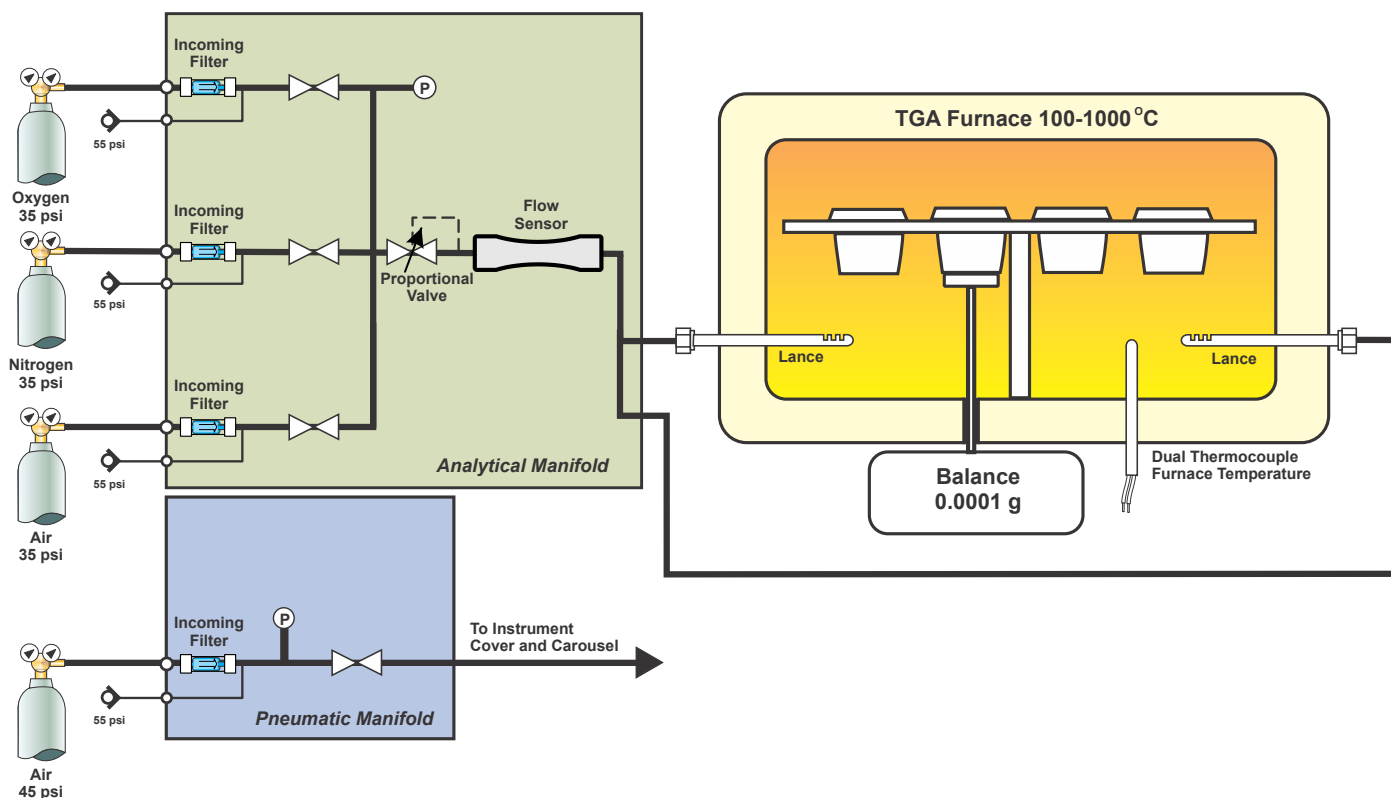 Incoming
Filter
P
55 psi
Oxygen
35 psi
Incoming
Filter
Flow
Sensor
Proportional
Valve
55 psi
Nitrogen
35 psi
Incoming
Filter
55 psi
Air
35 psi
Analytical Manifold
TGA Furnace 100-1000 °C
Lance
Lance
Balance
0.0001 g
Dual Thermocouple
Furnace Temperature
Incoming
Filter
P
To Instrument
Cover and Carousel
55 psi
Pneumatic Manifold
Air
45 psi